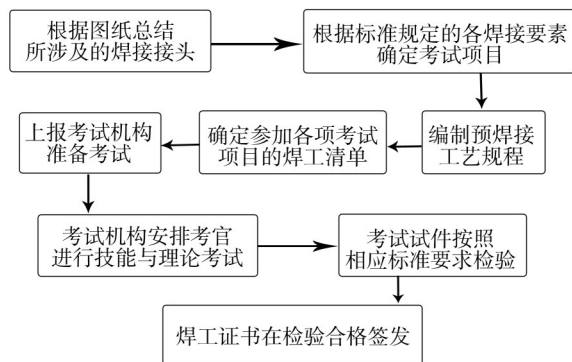 根据图纸总结
所涉及的焊接接头
根据标准规定的各焊接要素
确定考试项目
编制预焊接
工艺规程
确定参加各项考试
项目的焊工清单
上报考试机构
准备考试
考试机构安排考官
进行技能与理论考试
考试试件按照
相应标准要求检验
焊工证书在检验合格签发